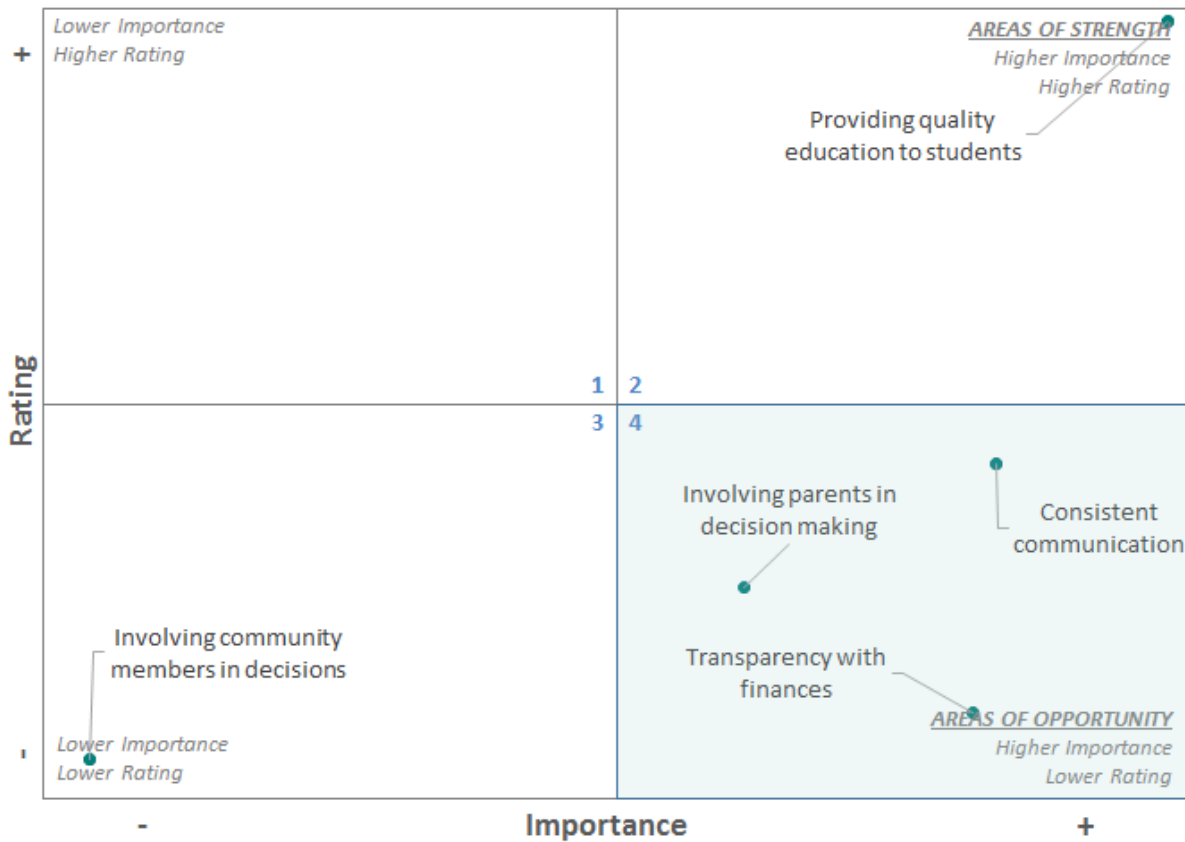 Lower Importance
Higher Rating
AREAS OF STRENGTH
Higher Importance
Higher Rating
Providing quality
education to students
+
Rating
-
1
2
3
4
Involving parents in
decision making
Consistent
communication
Involving community
members in decisions
Transparency with
finances
Lower Importance
Lower Rating
AREAS OF OPPORTUNITY
Higher Importance
Lower Rating
-
Importance
+